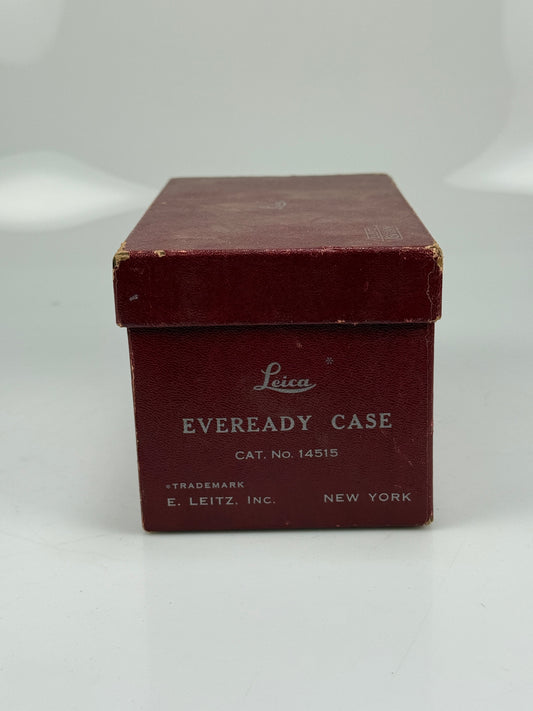 Leica*
EVEREADY CASE
CAT. No. 14515
*TRADEMARK
E. LEITZ, INC. NEW YORK